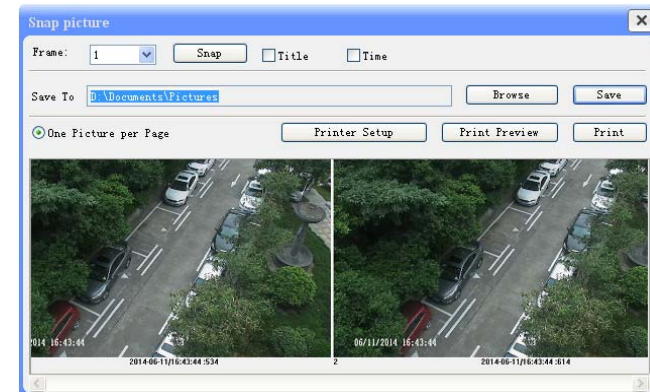 Snap picture
Frame: 1 Snap Title Time
Save To D:\Documents\Pictures Browse Save
One Picture per Page Printer Setup Print Preview Print
2014 16:43:44 06/11/2014 16:43:44
2014-06-11/16:43:44 :534 2 2014-06-11/16:43:44 :614